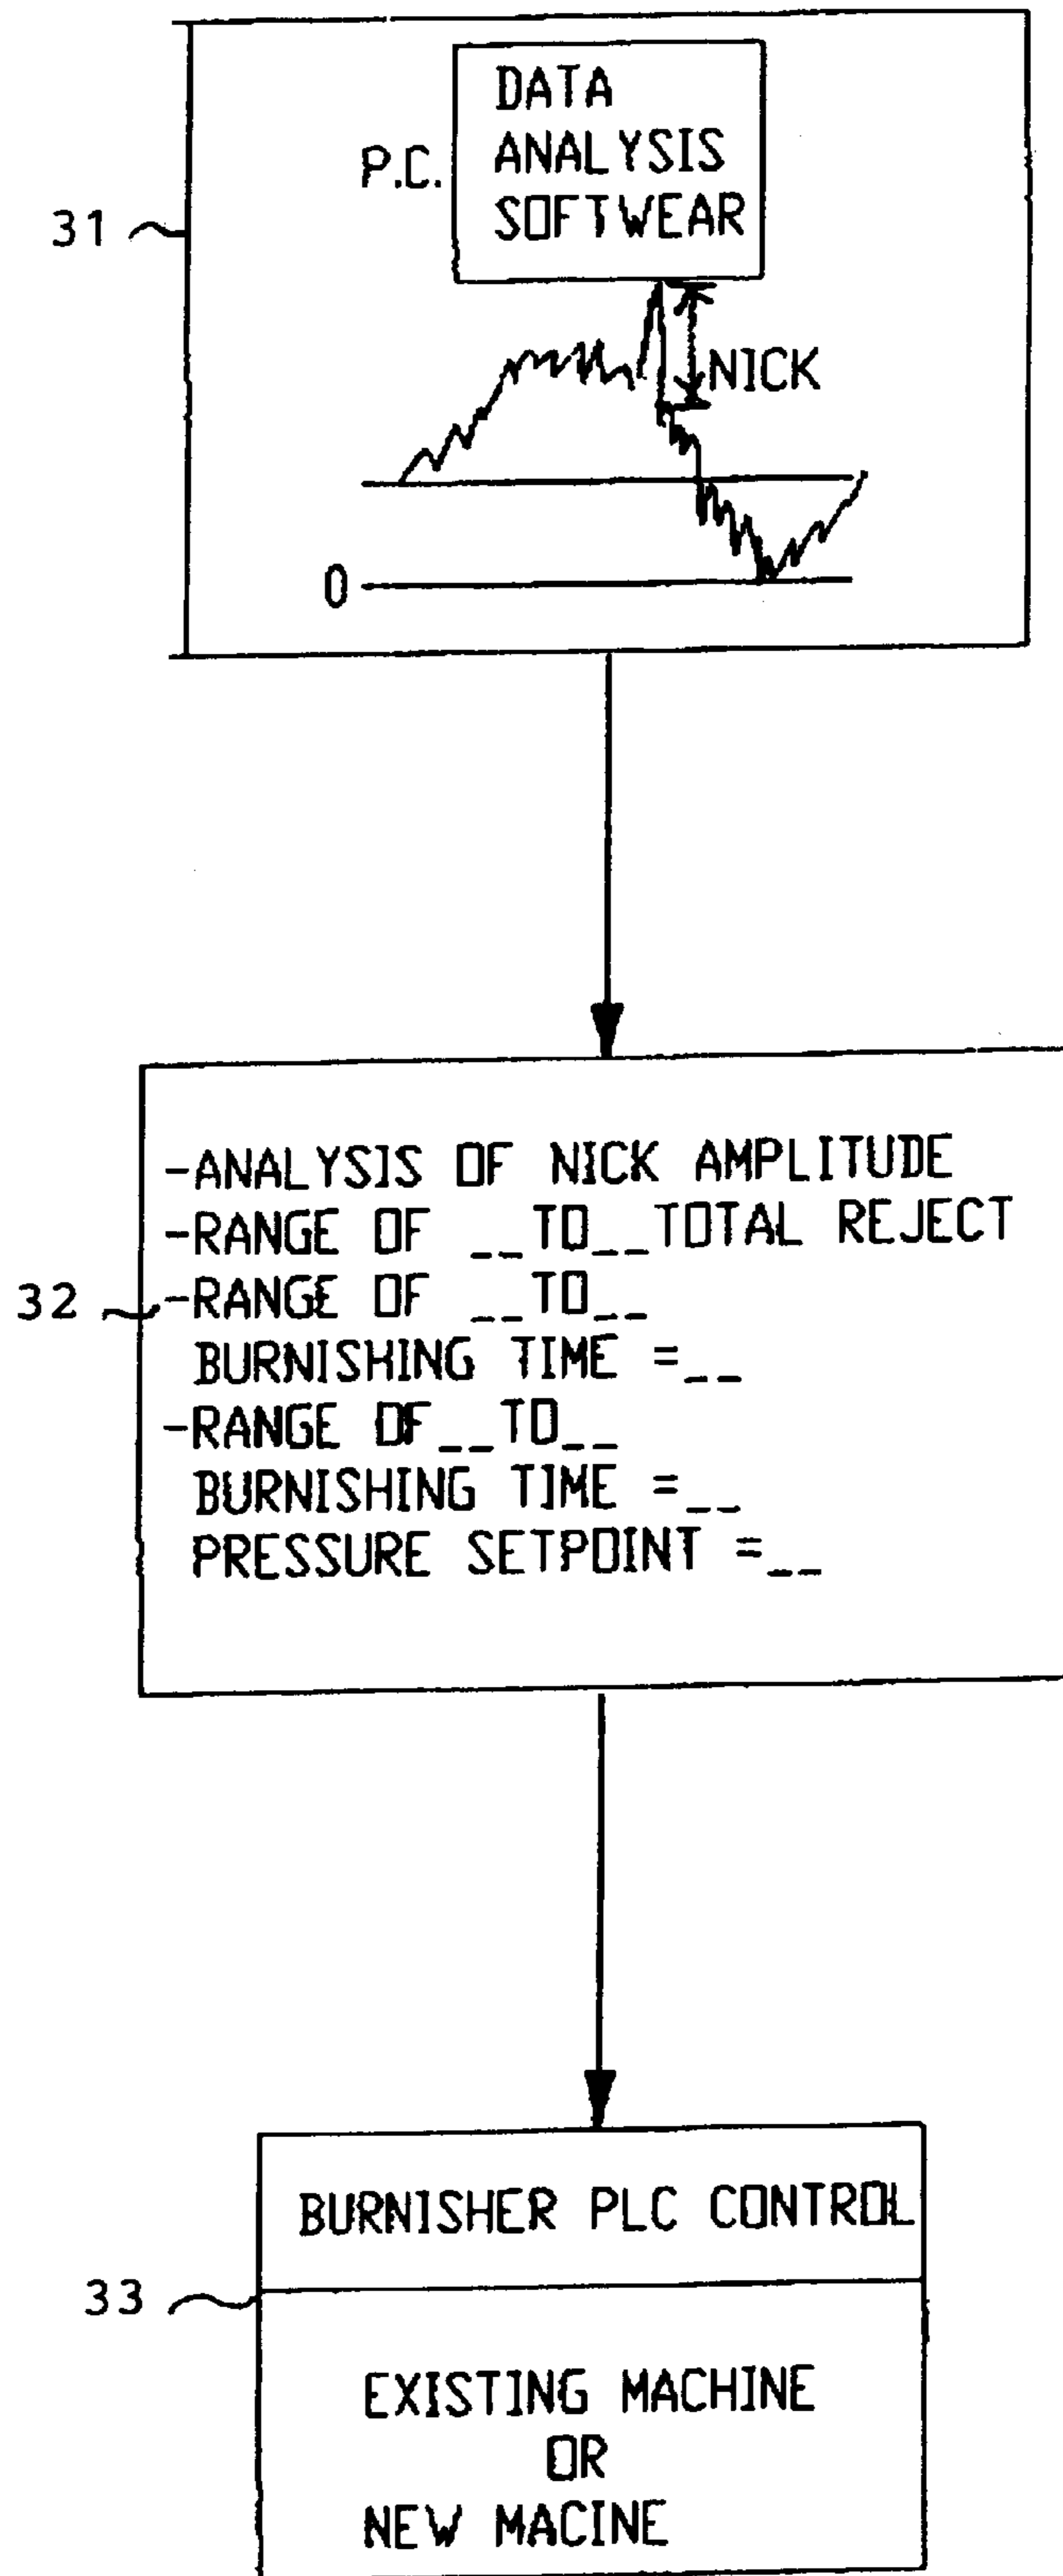 DATA
ANALYSIS
SOFTWEAR
P.C.
31
NICK
0
-ANALYSIS OF NICK AMPLITUDE
-RANGE OF __TO__TOTAL REJECT
32
-RANGE OF __TO__
BURNISHING TIME =__
-RANGE OF__TO__
BURNISHING TIME =__
PRESSURE SETPOINT =__
BURNISHER PLC CONTROL
33
EXISTING MACHINE
OR
NEW MACINE